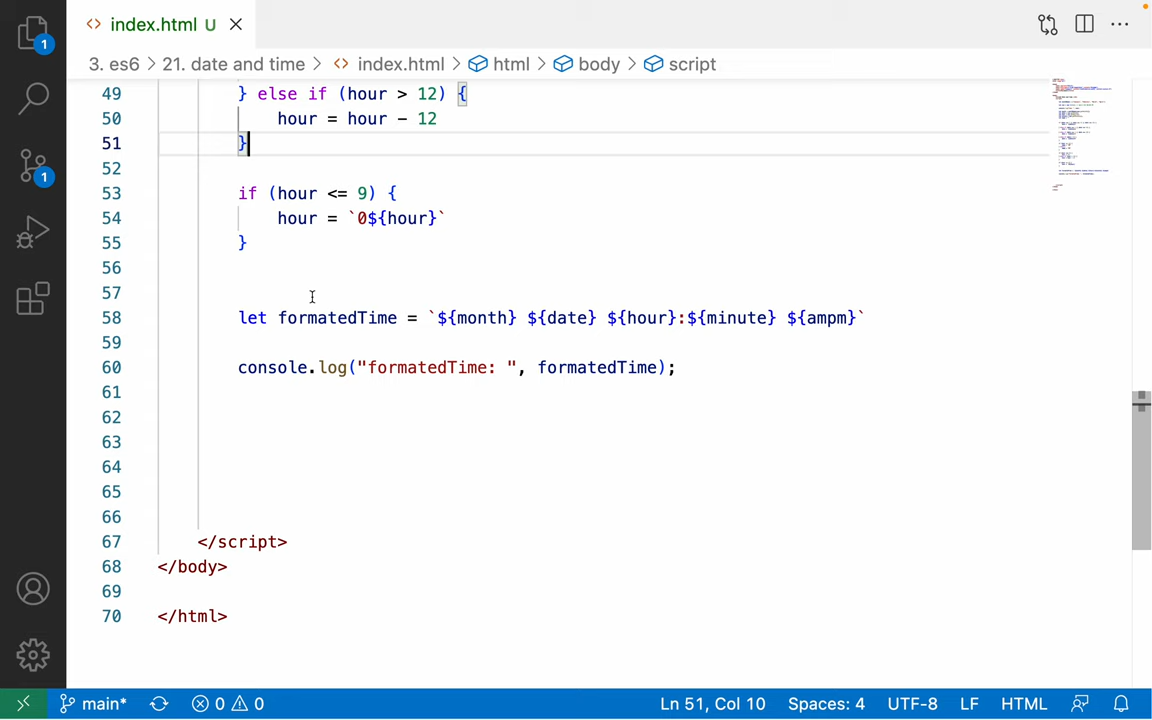 index.html U
3. es6 > 21. date and time > index.html > html > body > script
49 } else if (hour > 12) {
50 hour = hour - 12
51 }
52
53 if (hour <= 9) {
54 hour = `0${hour}`
55 }
56
57
58 let formatedTime = `${month} ${date} ${hour}:${minute} ${ampm}`
59
60 console.log("formatedTime: ", formatedTime);
61
62
63
64
65
66
67 </script>
68 </body>
69
70 </html>
1
1
main* 0 0 Ln 51, Col 10 Spaces: 4 UTF-8 LF HTML